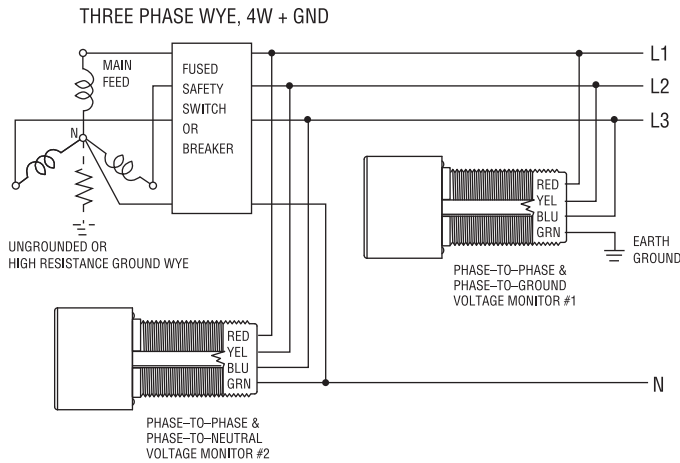 THREE PHASE WYE, 4W + GND
MAIN
FEED
FUSED
SAFETY
SWITCH
OR
BREAKER
L1
L2
L3
N
UNGROUNDED OR
HIGH RESISTANCE GROUND WYE
RED
YEL
BLU
GRN
EARTH
GROUND
PHASE–TO–PHASE &
PHASE–TO–GROUND
VOLTAGE MONITOR #1
RED
YEL
BLU
GRN
N
PHASE–TO–PHASE &
PHASE–TO–NEUTRAL
VOLTAGE MONITOR #2